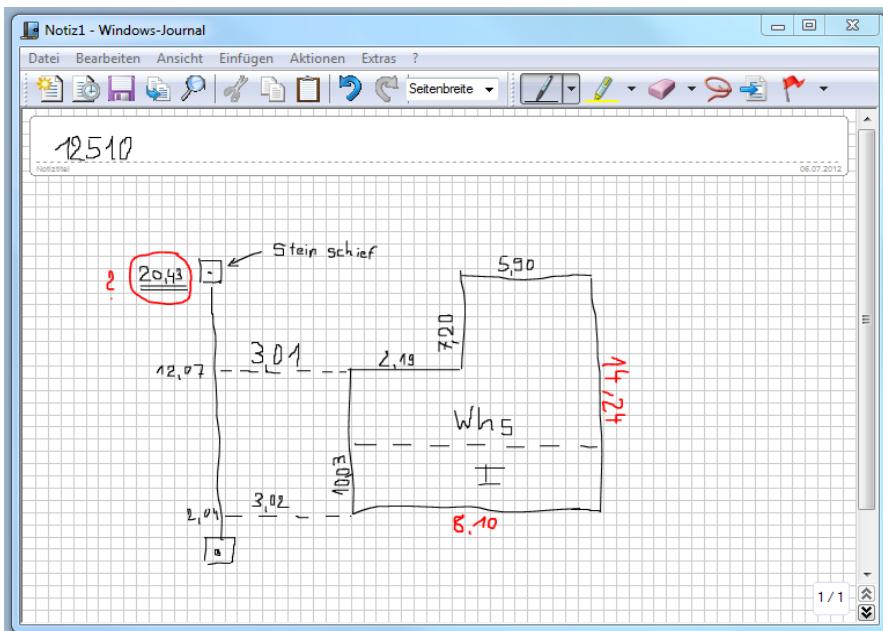 Notiz1 - Windows-Journal
Datei Bearbeiten Ansicht Einfügen Aktionen Extras ?
Seitenbreite
12510
Notiztitel
06.07.2012
Stein schief
? 20,43
5,90
7,20
12,07
3,01
2,19
14,24
Whs
II
10,03
2,04
3,02
8,10
1 / 1